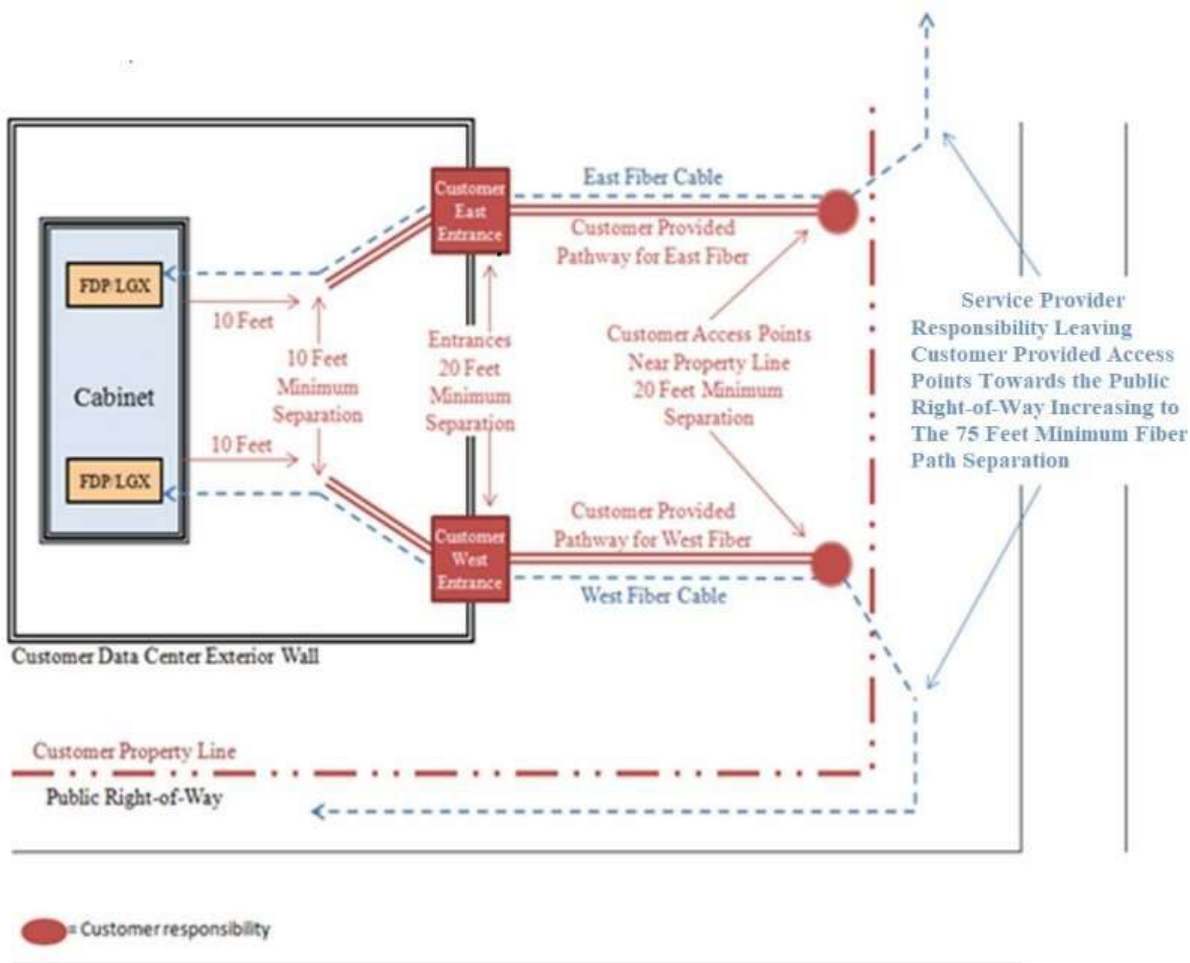 Customer
East
Entrance
East Fiber Cable
Customer Provided
Pathway for East Fiber
FDP/LGX
10 Feet
Cabinet
10 Feet
Minimum
Separation
Entrances
20 Feet
Minimum
Separation
Customer Access Points
Near Property Line
20 Feet Minimum
Separation
Service Provider
Responsibility Leaving
Customer Provided Access
Points Towards the Public
Right-of-Way Increasing to
The 75 Feet Minimum Fiber
Path Separation
10 Feet
FDP/LGX
Customer Provided
Pathway for West Fiber
Customer
West
Entrance
West Fiber Cable
Customer Data Center Exterior Wall
Customer Property Line
Public Right-of-Way
= Customer responsibility